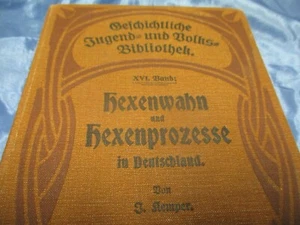 Geschichtliche
Jugend- und Volks-
Bibliothek.
XVI. Band:
Hexenwahn
und
Hexenprozesse
in Deutschland.
Von
J. Kemper.